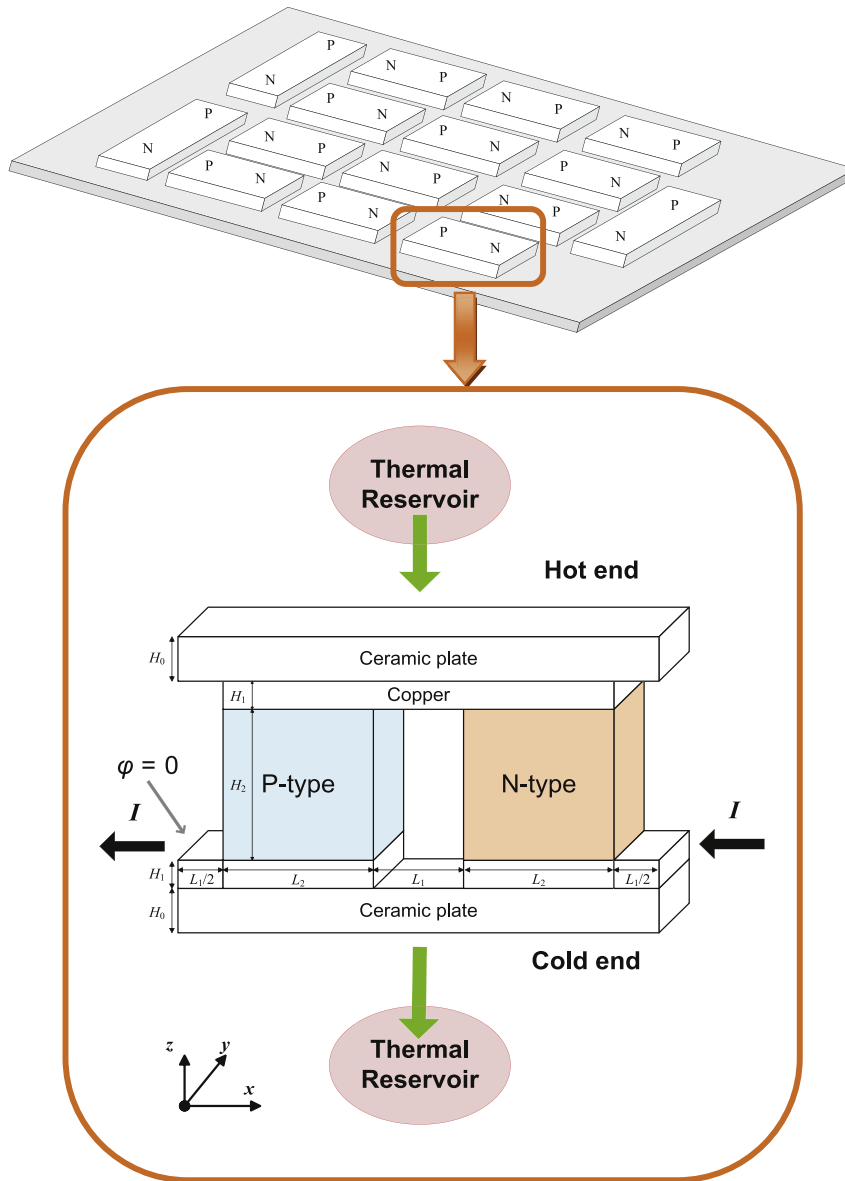 P
N
P
N
N
P
P
N
N
P
P
N
N
P
P
N
N
P
P
N
N
P
P
N
N
P
P
N
N
P
P
N
Thermal
Reservoir
Hot end
H₀
Ceramic plate
H₁
Copper
φ = 0
H₂
P-type
N-type
I
I
H₁
L₁/2
L₂
L₁
L₂
L₁/2
H₀
Ceramic plate
Cold end
Thermal
Reservoir
z
y
x